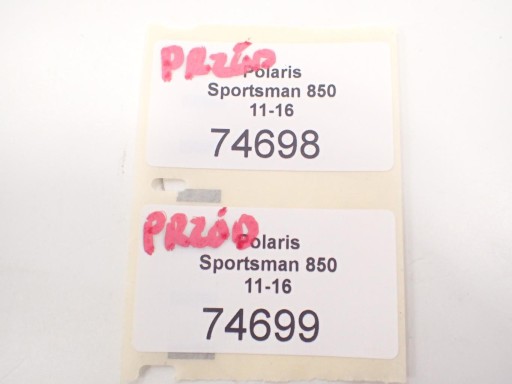 PRZÓD
Polaris
Sportsman 850
11-16
74698
PRZÓD
Polaris
Sportsman 850
11-16
74699